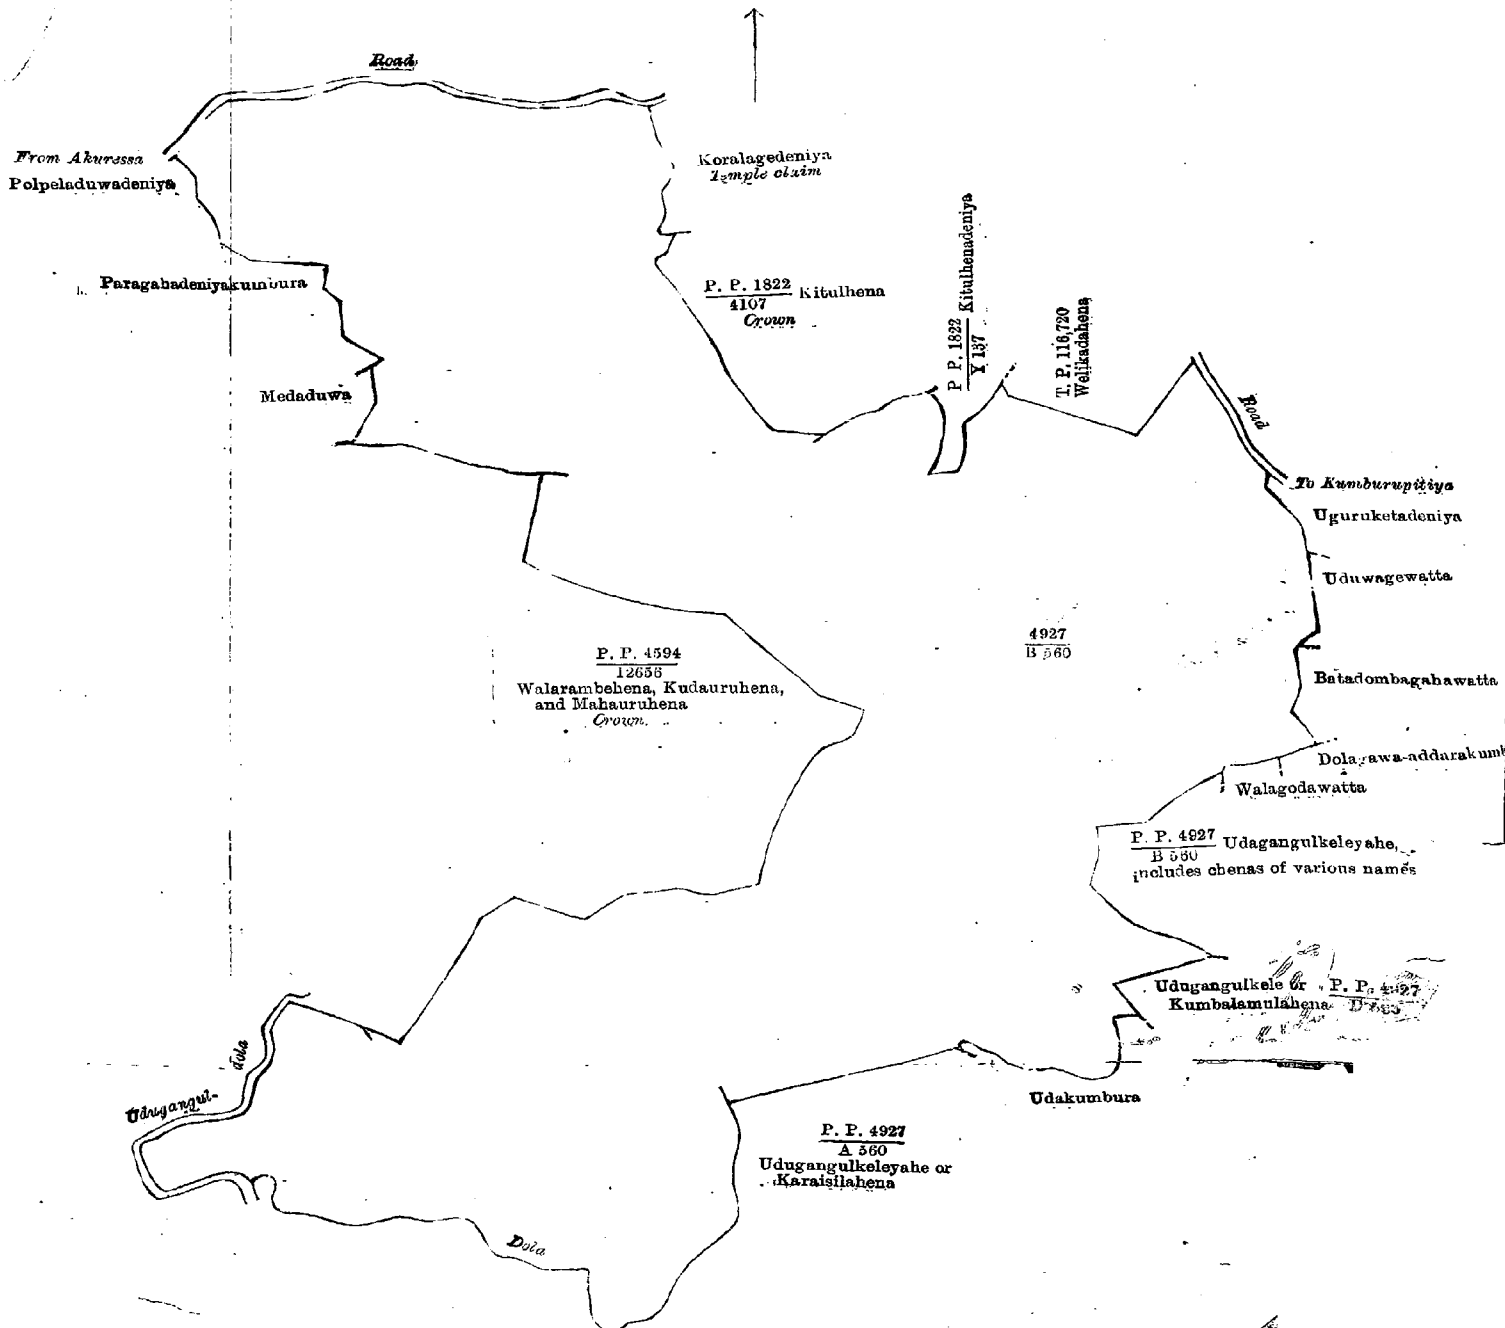 Road
From Akuressa
Polpeladuwadeniya
Koralagedeniya
Temple claim
Paragahadeniyakumbura
P. P. 1822
4107
Kitulhena
Crown
P. P. 1822
Y 137
Kitulhenadeniya
T. P. 116,720
Welikadahena
Medaduwa
Road
To Kumburupitiya
Uguruketadeniya
Uduwagewatta
4927
B 560
P. P. 4594
12656
Walarambehena, Kudauruhena,
and Mahauruhena
Crown.
Batadombagahawatta
Walagodawatta
P. P. 4927
B 560
Udagangulkeleyahe,
includes chenas of various names
Udugangulkele or
Kumbalamulahena
P. P. 4927
Udugangul-
dola
Udakumbura
P. P. 4927
A 560
Udugangulkeleyahe or
Karaisilahena
Dola